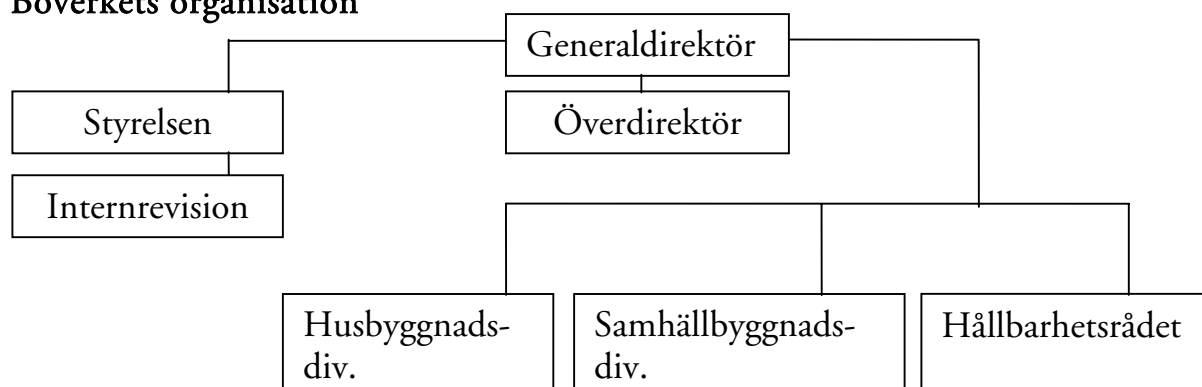 Boverkets organisation
Generaldirektör
Styrelsen
Överdirektör
Internrevision
Husbyggnads-
div.
Samhällbyggnads-
div.
Hållbarhetsrådet